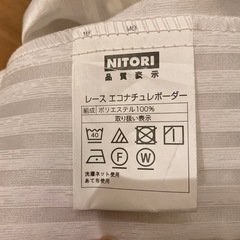 NITORI
品質表示
レース エコナチュレボーダー
組成 ポリエステル100%
取り扱い表示
40
F W
洗濯ネット使用
あて布使用